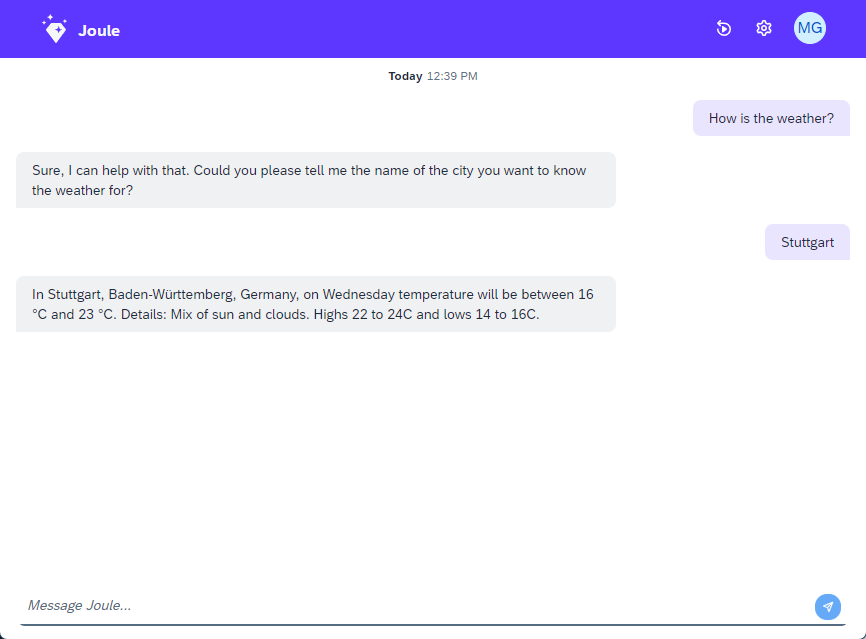 Joule
MG
Today 12:39 PM
How is the weather?
Sure, I can help with that. Could you please tell me the name of the city you want to know
the weather for?
Stuttgart
In Stuttgart, Baden-Württemberg, Germany, on Wednesday temperature will be between 16
°C and 23 °C. Details: Mix of sun and clouds. Highs 22 to 24C and lows 14 to 16C.
Message Joule...